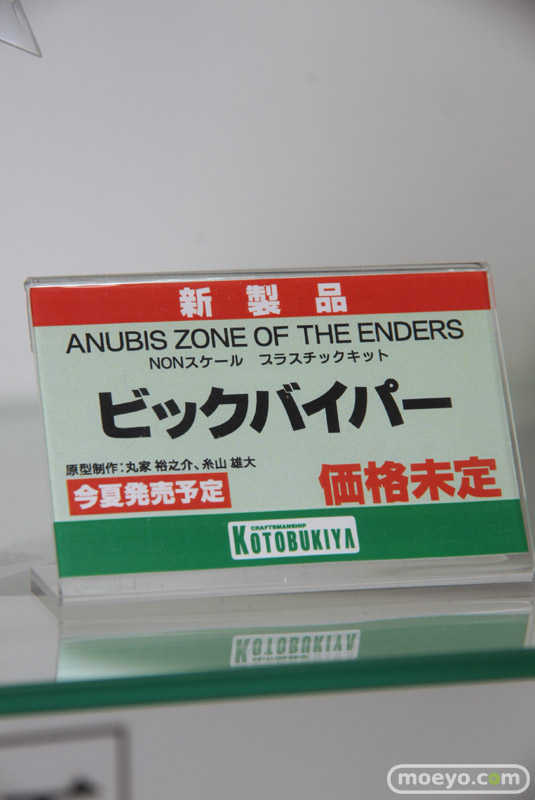 新製品
ANUBIS ZONE OF THE ENDERS
NONスケール プラスチックキット
ビックバイパー
原型制作：丸家 裕之介、糸山 雄大
今夏発売予定
価格未定
CRAFTSMANSHIP
KOTOBUKIYA
moeyo.com